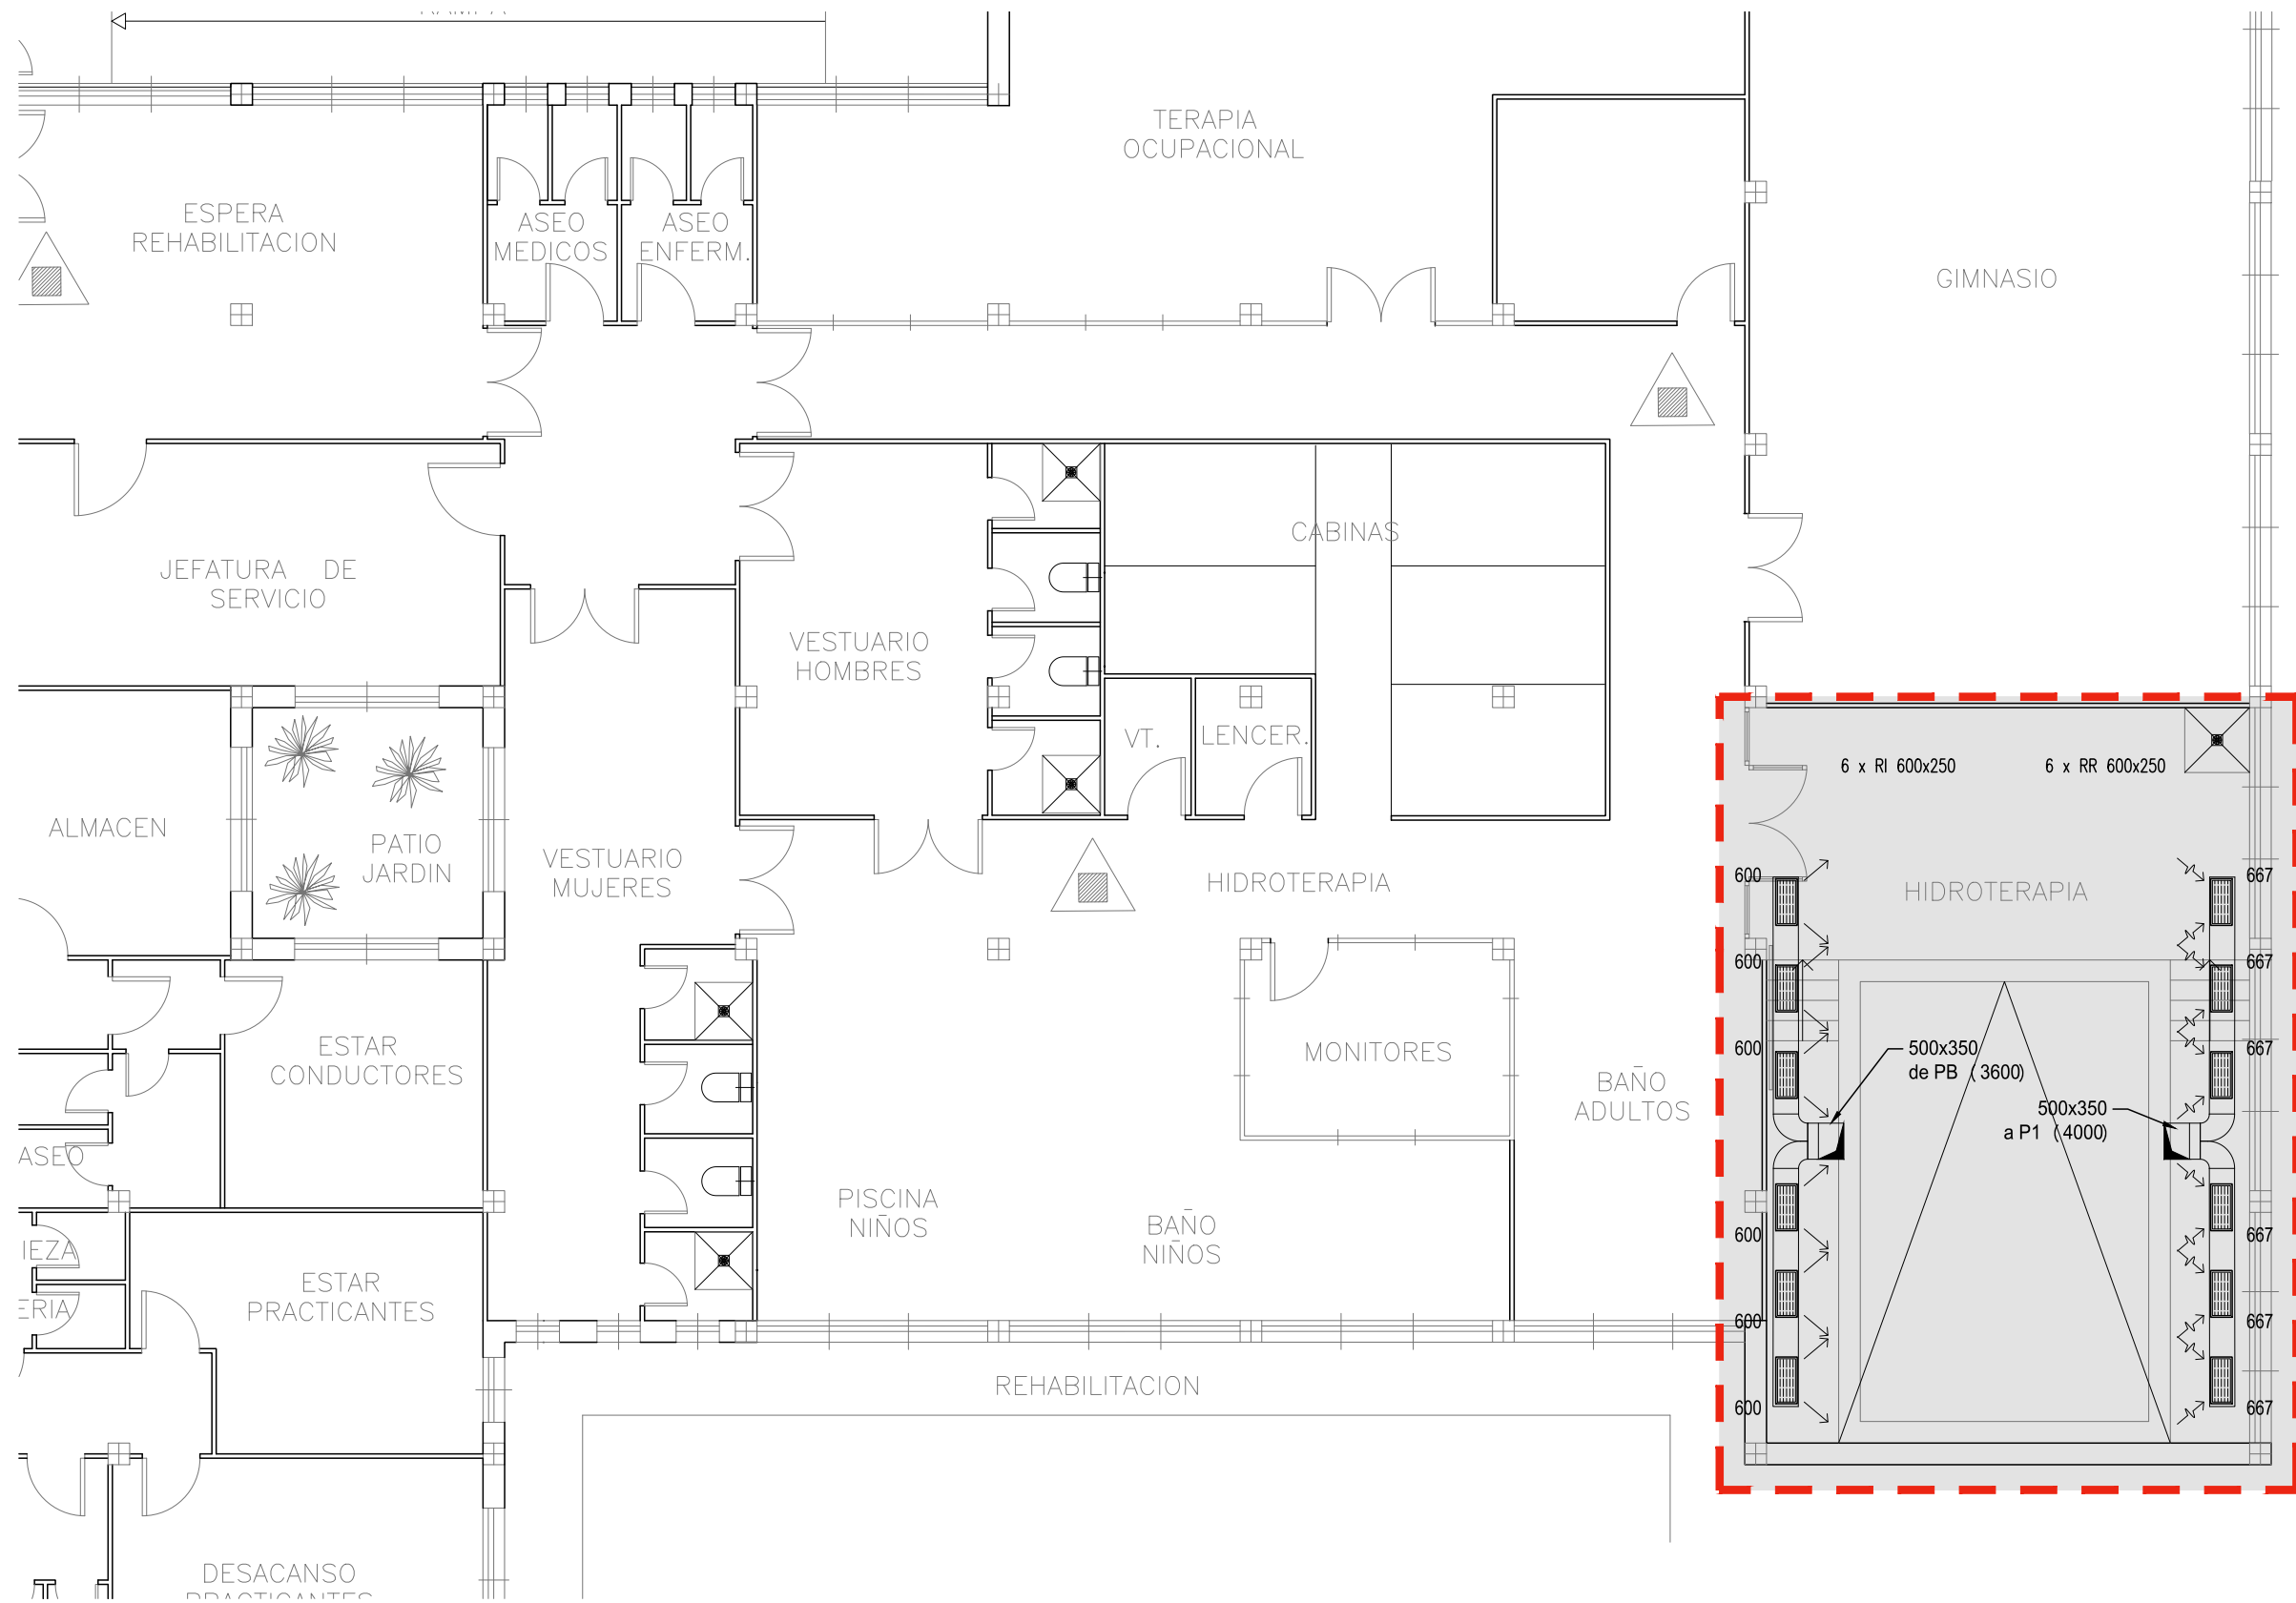 TERAPIA
OCUPACIONAL
ESPERA
REHABILITACION
ASEO
MEDICOS
ASEO
ENFERM.
GIMNASIO
CABINAS
JEFATURA DE
SERVICIO
VESTUARIO
HOMBRES
VT.
LENCER.
6 x RI 600x250
6 x RR 600x250
ALMACEN
PATIO
JARDIN
VESTUARIO
MUJERES
HIDROTERAPIA
HIDROTERAPIA
600
667
600
667
ESTAR
CONDUCTORES
MONITORES
600
500x350
de PB (3600)
667
BAÑO
ADULTOS
500x350
a P1 (4000)
ASEO
PISCINA
NIÑOS
BAÑO
NIÑOS
600
667
IEZA
ESTAR
PRACTICANTES
ERIA
600
667
REHABILITACION
600
667
DESACANSO
PRACTICANTES